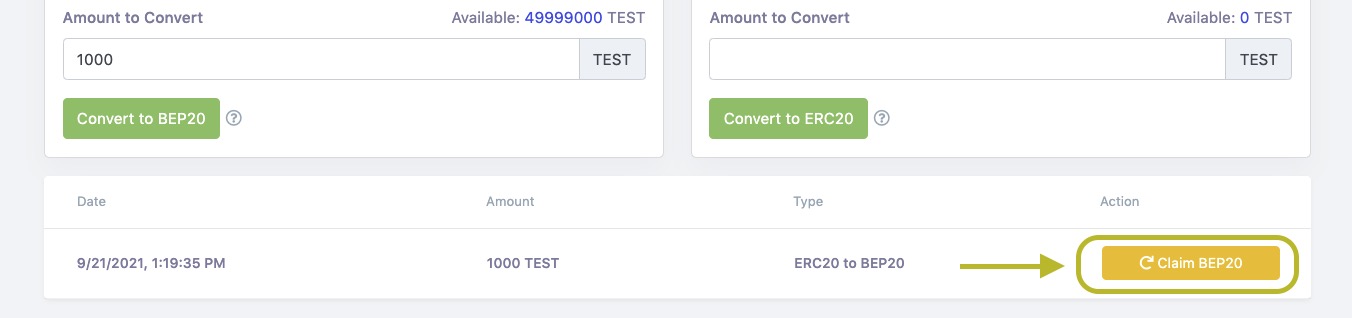 Amount to Convert Available: 49999000 TEST
1000 TEST
Convert to BEP20
Amount to Convert Available: 0 TEST
TEST
Convert to ERC20
Date Amount Type Action
9/21/2021, 1:19:35 PM 1000 TEST ERC20 to BEP20 Claim BEP20